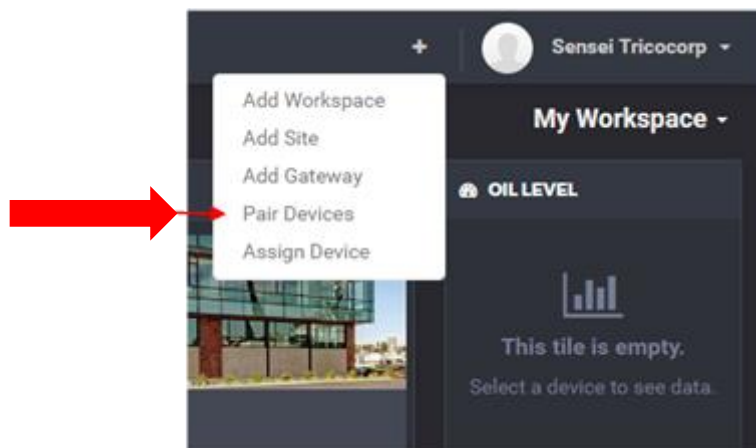 +
Sensei Tricocorp
My Workspace
Add Workspace
Add Site
Add Gateway
Pair Devices
Assign Device
OIL LEVEL
This tile is empty.
Select a device to see data.